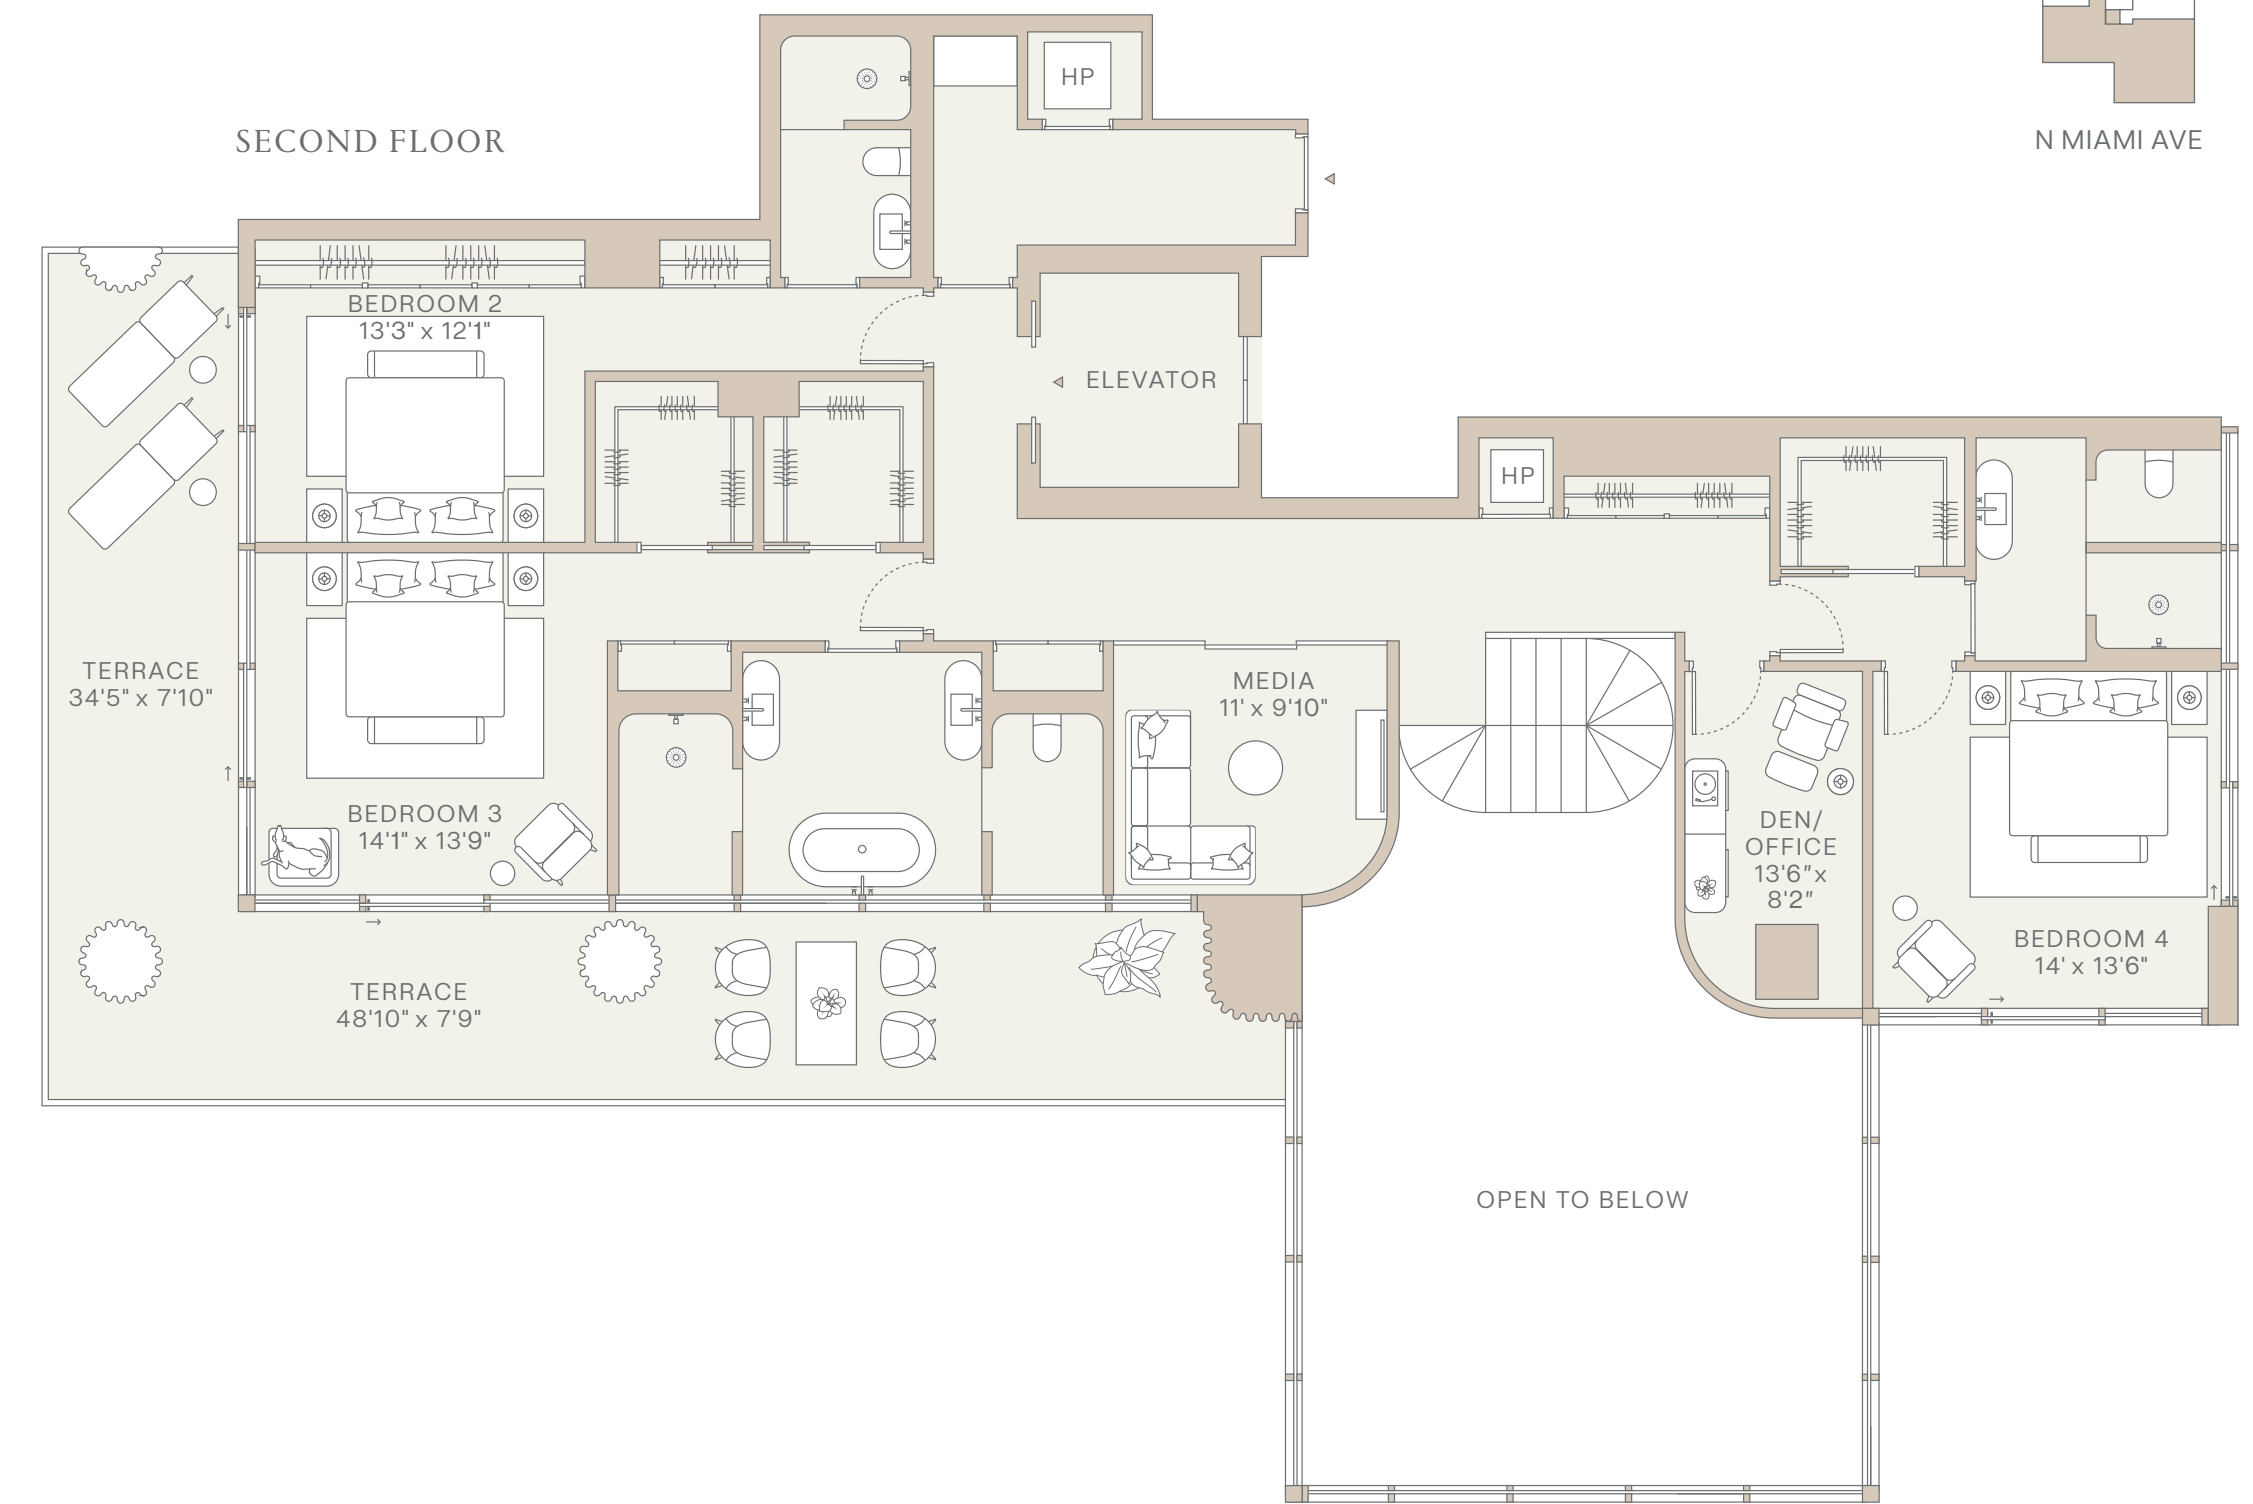 HP
SECOND FLOOR
N MIAMI AVE
BEDROOM 2
13'3" x 12'1"
ELEVATOR
HP
TERRACE
34'5" x 7'10"
MEDIA
11' x 9'10"
BEDROOM 3
14'1" x 13'9"
DEN/
OFFICE
13'6” x
8'2”
BEDROOM 4
14' x 13'6"
TERRACE
48'10" x 7'9"
OPEN TO BELOW